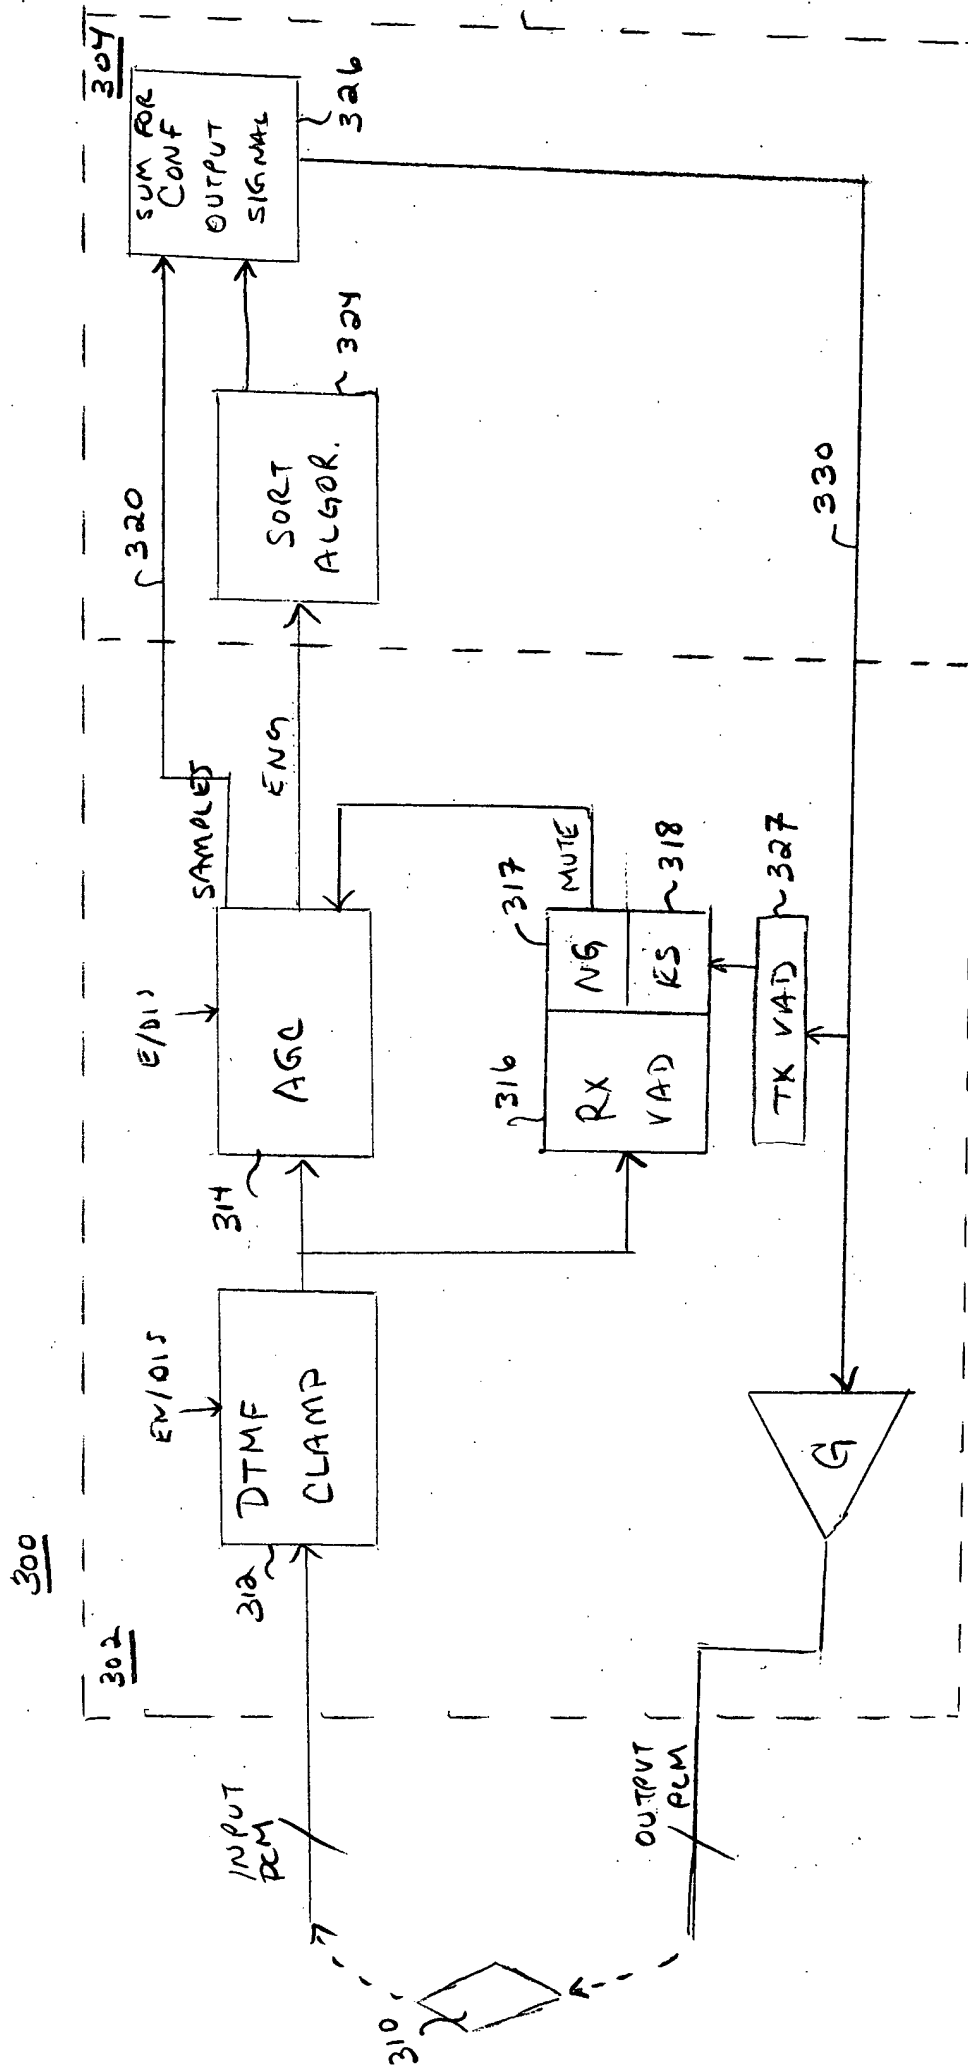 300
302
304
310
INPUT
PCM
OUTPUT
PCM
312
EN/DIS
DTMF
CLAMP
314
E/DIS
AGC
SAMPLES
320
ENG
SORT
ALGOR.
324
SUM FOR
CONF
OUTPUT
SIGNAL
326
316
RX
VAD
317
NG
KS
318
MUTE
TX VAD
327
330
G